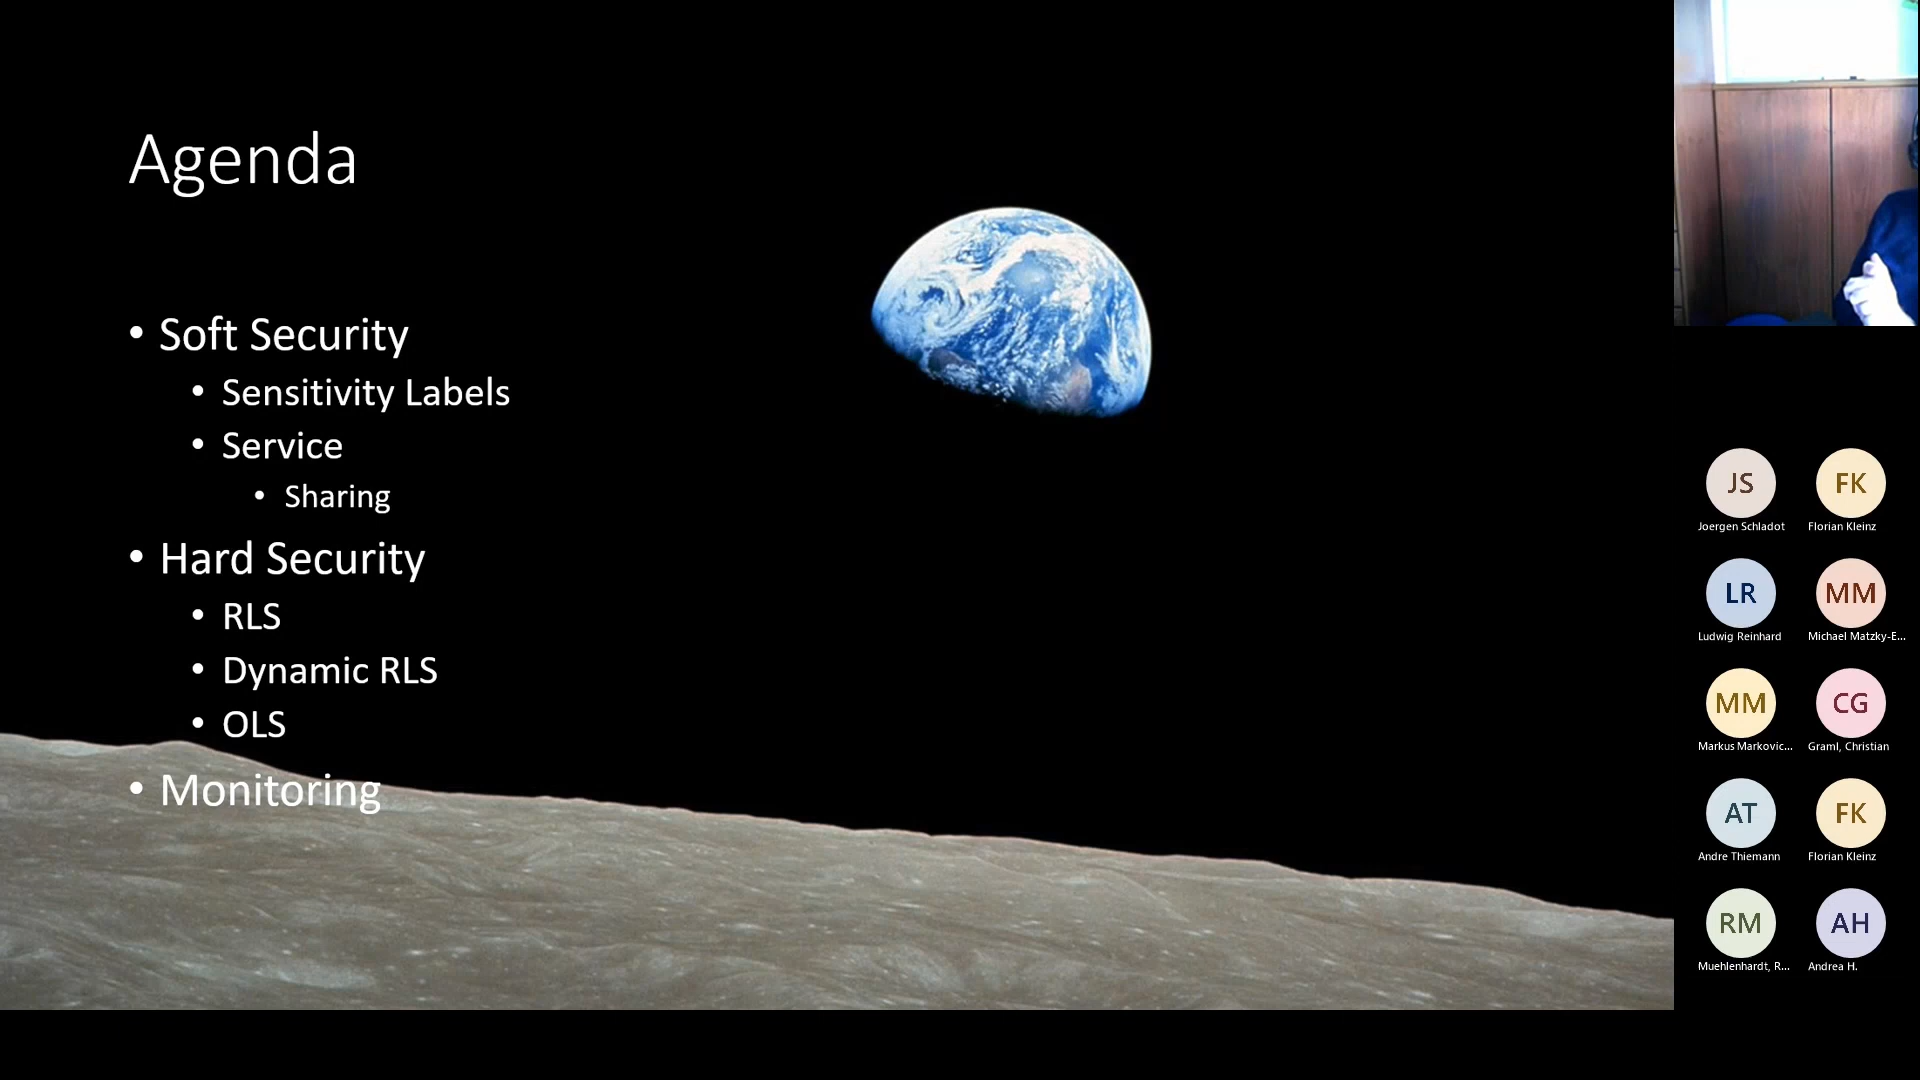 Agenda
• Soft Security
• Sensitivity Labels
• Service
• Sharing
• Hard Security
• RLS
• Dynamic RLS
• OLS
• Monitoring
JS FK
Joergen Schladot Florian Kleinz
LR MM
Ludwig Reinhard Michael Matzky-E...
MM CG
Markus Markovic... Graml, Christian
AT FK
Andre Thiemann Florian Kleinz
RM AH
Muehlenhardt, R... Andrea H.